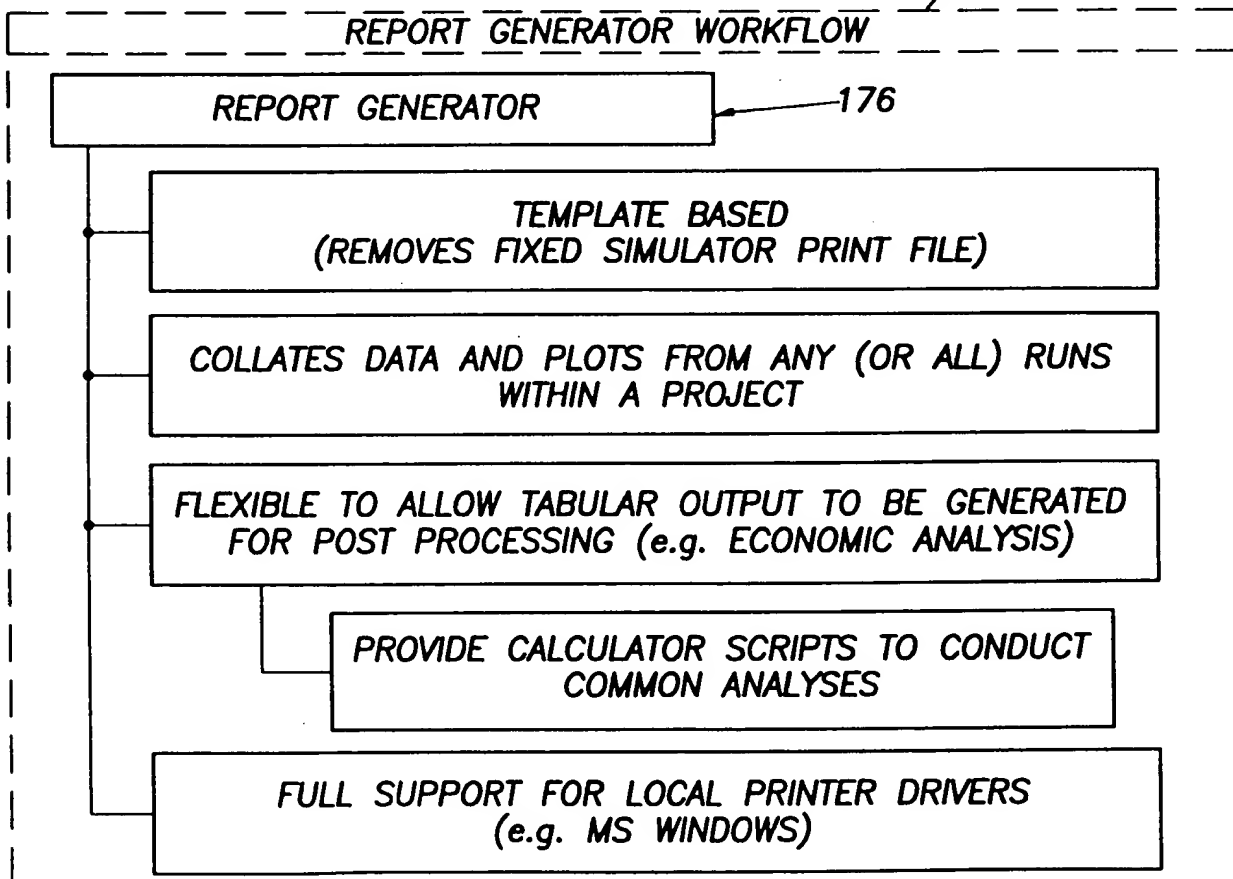 REPORT GENERATOR WORKFLOW
REPORT GENERATOR
176
TEMPLATE BASED
(REMOVES FIXED SIMULATOR PRINT FILE)
COLLATES DATA AND PLOTS FROM ANY (OR ALL) RUNS
WITHIN A PROJECT
FLEXIBLE TO ALLOW TABULAR OUTPUT TO BE GENERATED
FOR POST PROCESSING (e.g. ECONOMIC ANALYSIS)
PROVIDE CALCULATOR SCRIPTS TO CONDUCT
COMMON ANALYSES
FULL SUPPORT FOR LOCAL PRINTER DRIVERS
(e.g. MS WINDOWS)